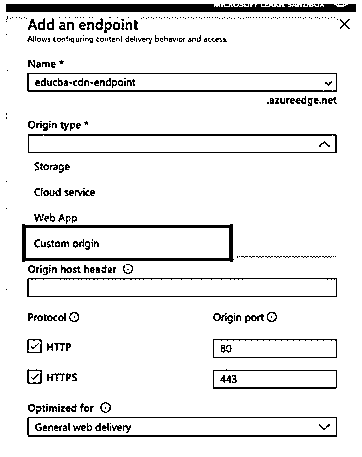 MICROSOFT LEARN SANDBOX
Add an endpoint
Allows configuring content delivery behavior and access.
Name *
educba-cdn-endpoint
.azureedge.net
Origin type *
Storage
Cloud service
Web App
Custom origin
Origin host header
Protocol
Origin port
HTTP
80
HTTPS
443
Optimized for
General web delivery